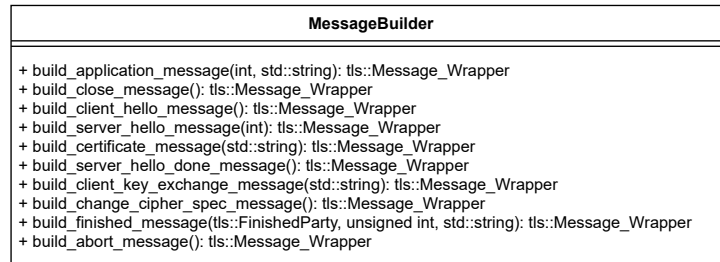 MessageBuilder
+ build_application_message(int, std::string): tls::Message_Wrapper
+ build_close_message(): tls::Message_Wrapper
+ build_client_hello_message(): tls::Message_Wrapper
+ build_server_hello_message(int): tls::Message_Wrapper
+ build_certificate_message(std::string): tls::Message_Wrapper
+ build_server_hello_done_message(): tls::Message_Wrapper
+ build_client_key_exchange_message(std::string): tls::Message_Wrapper
+ build_change_cipher_spec_message(): tls::Message_Wrapper
+ build_finished_message(tls::FinishedParty, unsigned int, std::string): tls::Message_Wrapper
+ build_abort_message(): tls::Message_Wrapper